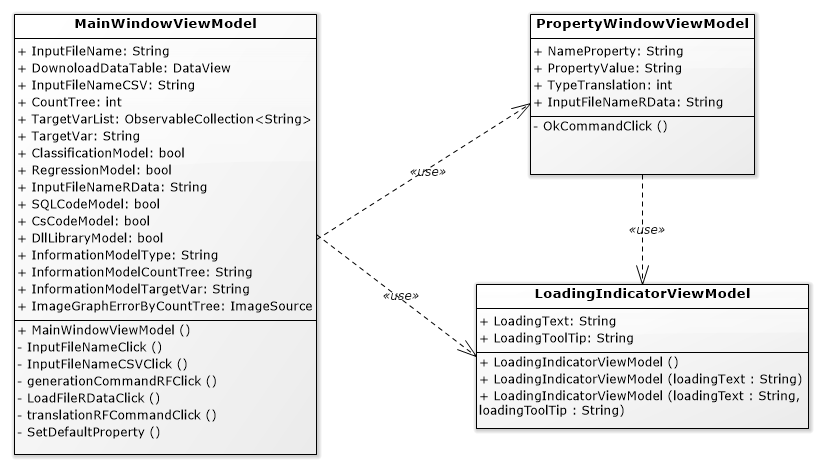 MainWindowViewModel
+ InputFileName: String
+ DownoloadDataTable: DataView
+ InputFileNameCSV: String
+ CountTree: int
+ TargetVarList: ObservableCollection<String>
+ TargetVar: String
+ ClassificationModel: bool
+ RegressionModel: bool
+ InputFileNameRData: String
+ SQLCodeModel: bool
+ CsCodeModel: bool
+ DllLibraryModel: bool
+ InformationModelType: String
+ InformationModelCountTree: String
+ InformationModelTargetVar: String
+ ImageGraphErrorByCountTree: ImageSource
+ MainWindowViewModel ()
- InputFileNameClick ()
- InputFileNameCSVClick ()
- generationCommandRFClick ()
- LoadFileRDataClick ()
- translationRFCommandClick ()
- SetDefaultProperty ()
«use»
«use»
PropertyWindowViewModel
+ NameProperty: String
+ PropertyValue: String
+ TypeTranslation: int
+ InputFileNameRData: String
- OkCommandClick ()
«use»
LoadingIndicatorViewModel
+ LoadingText: String
+ LoadingToolTip: String
+ LoadingIndicatorViewModel ()
+ LoadingIndicatorViewModel (loadingText : String)
+ LoadingIndicatorViewModel (loadingText : String,
loadingToolTip : String)